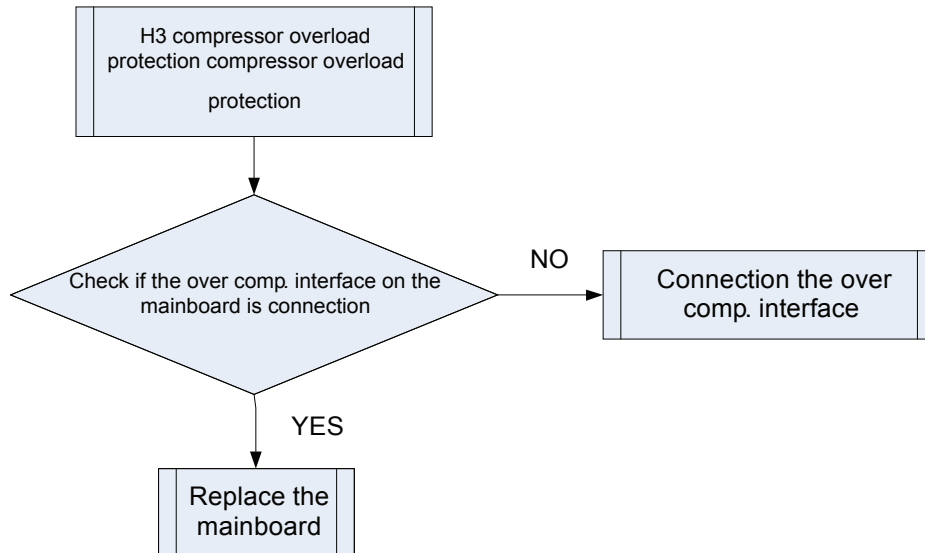 H3 compressor overload
protection compressor overload
protection
Check if the over comp. interface on the
mainboard is connection
NO
Connection the over
comp. interface
YES
Replace the
mainboard